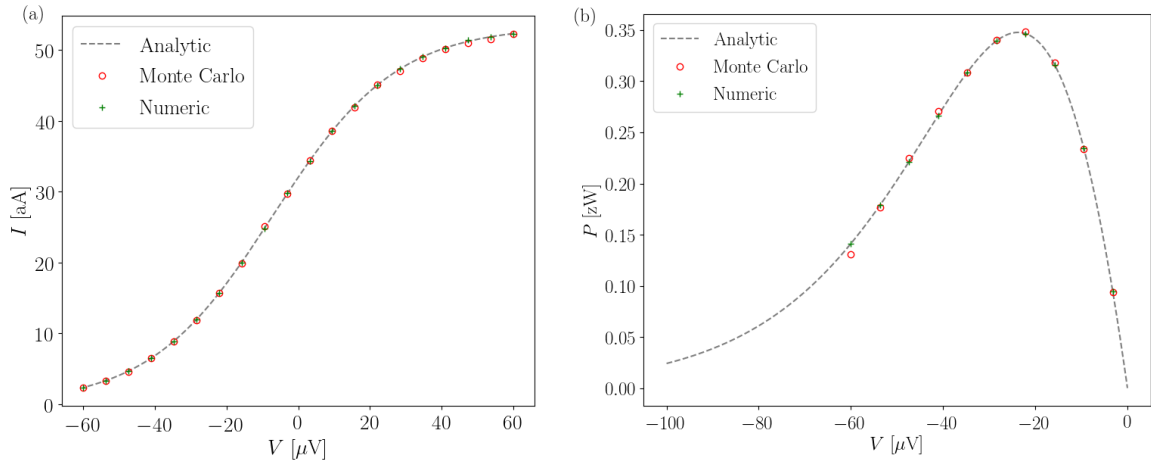 (a)
Analytic
Monte Carlo
Numeric
I [aA]
50
40
30
20
10
0
−60
−40
−20
0
20
40
60
V [μV]
(b)
Analytic
Monte Carlo
Numeric
P [zW]
0.35
0.30
0.25
0.20
0.15
0.10
0.05
0.00
−100
−80
−60
−40
−20
0
V [μV]